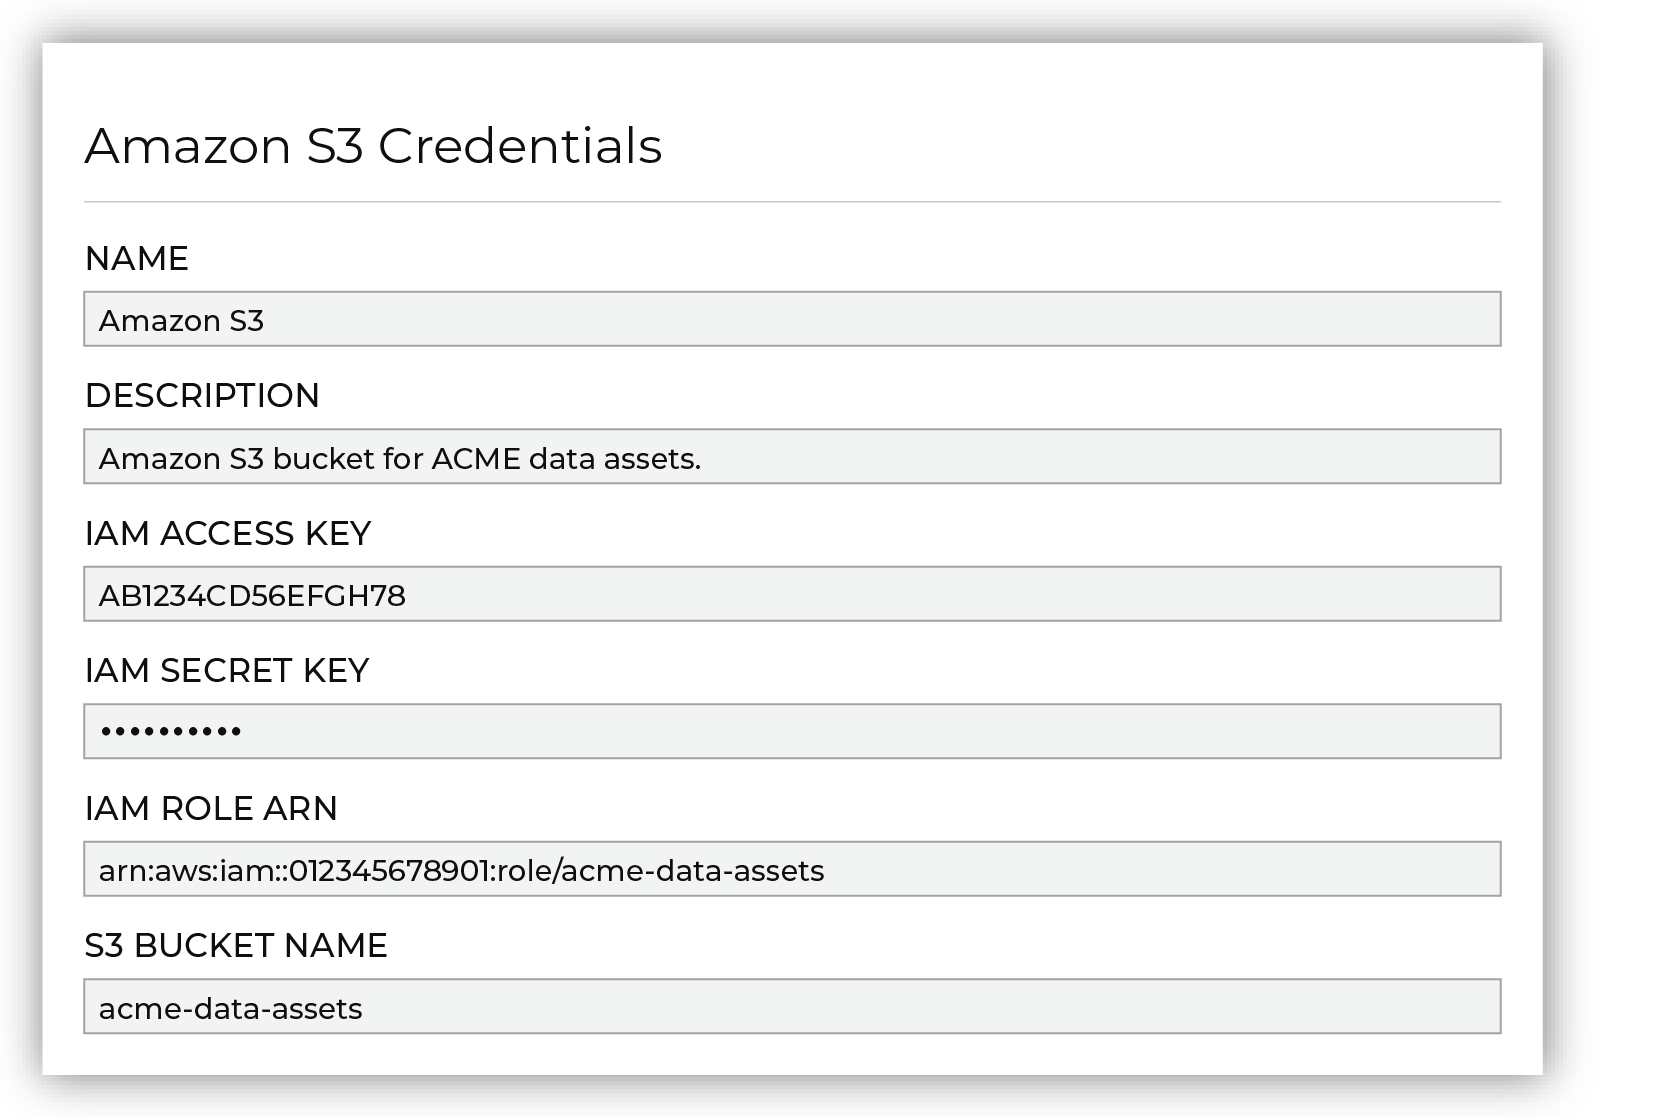 Amazon S3 Credentials
NAME
Amazon S3
DESCRIPTION
Amazon S3 bucket for ACME data assets.
IAM ACCESS KEY
AB1234CD56EFGH78
IAM SECRET KEY
••••••••••
IAM ROLE ARN
arn:aws:iam::012345678901:role/acme-data-assets
S3 BUCKET NAME
acme-data-assets